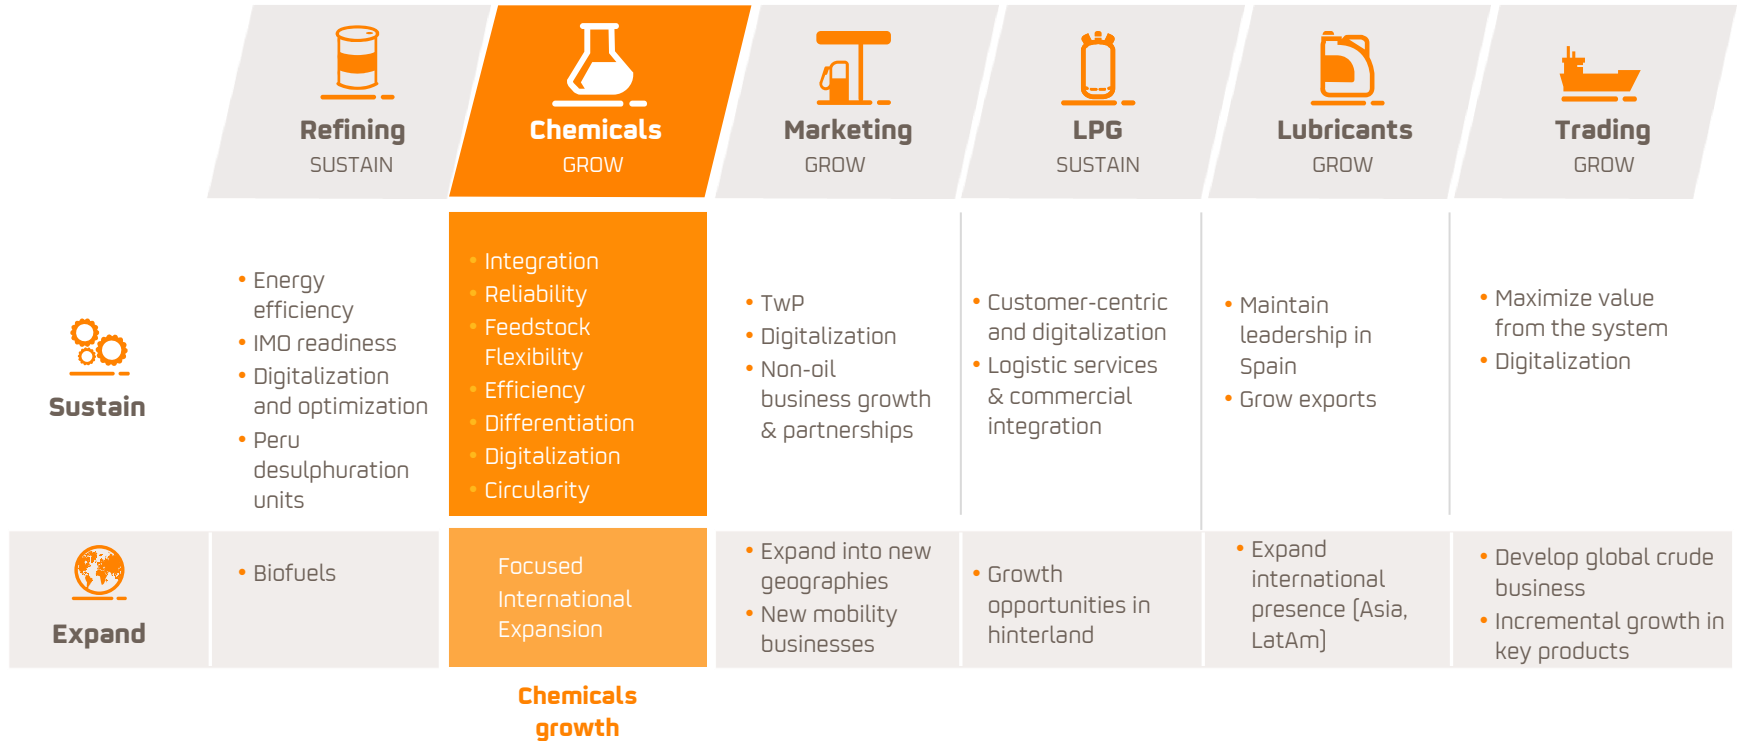 Refining
SUSTAIN
Chemicals
GROW
Marketing
GROW
LPG
SUSTAIN
Lubricants
GROW
Trading
GROW
Sustain
• Energy
efficiency
• IMO readiness
• Digitalization
and optimization
• Peru
desulphuration
units
• Integration
• Reliability
• Feedstock
Flexibility
• Efficiency
• Differentiation
• Digitalization
• Circularity
• TwP
• Digitalization
• Non-oil
business growth
& partnerships
• Customer-centric
and digitalization
• Logistic services
& commercial
integration
• Maintain
leadership in
Spain
• Grow exports
• Maximize value
from the system
• Digitalization
Expand
• Biofuels
Focused
International
Expansion
• Expand into new
geographies
• New mobility
businesses
• Growth
opportunities in
hinterland
• Expand
international
presence (Asia,
LatAm)
• Develop global crude
business
• Incremental growth in
key products
Chemicals
growth